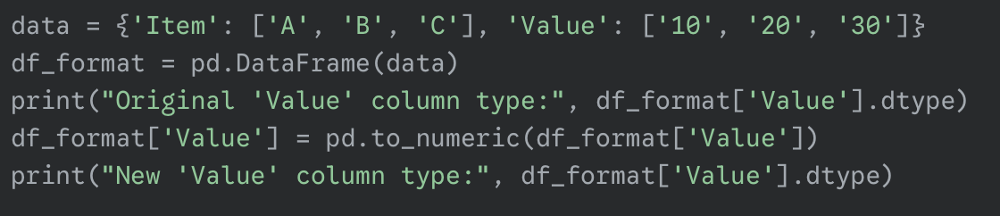 data = {'Item': ['A', 'B', 'C'], 'Value': ['10', '20', '30']}
df_format = pd.DataFrame(data)
print("Original 'Value' column type:", df_format['Value'].dtype)
df_format['Value'] = pd.to_numeric(df_format['Value'])
print("New 'Value' column type:", df_format['Value'].dtype)